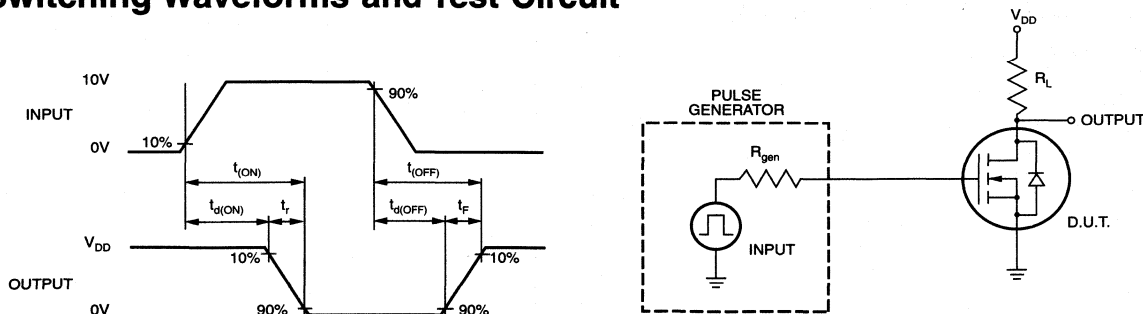 Switching Waveforms and Test Circuit
10V
INPUT
0V
10%
90%
t(ON)
t(OFF)
td(ON)
tr
td(OFF)
tF
VDD
OUTPUT
0V
10%
90%
90%
10%
PULSE
GENERATOR
Rgen
INPUT
VDD
RL
OUTPUT
D.U.T.